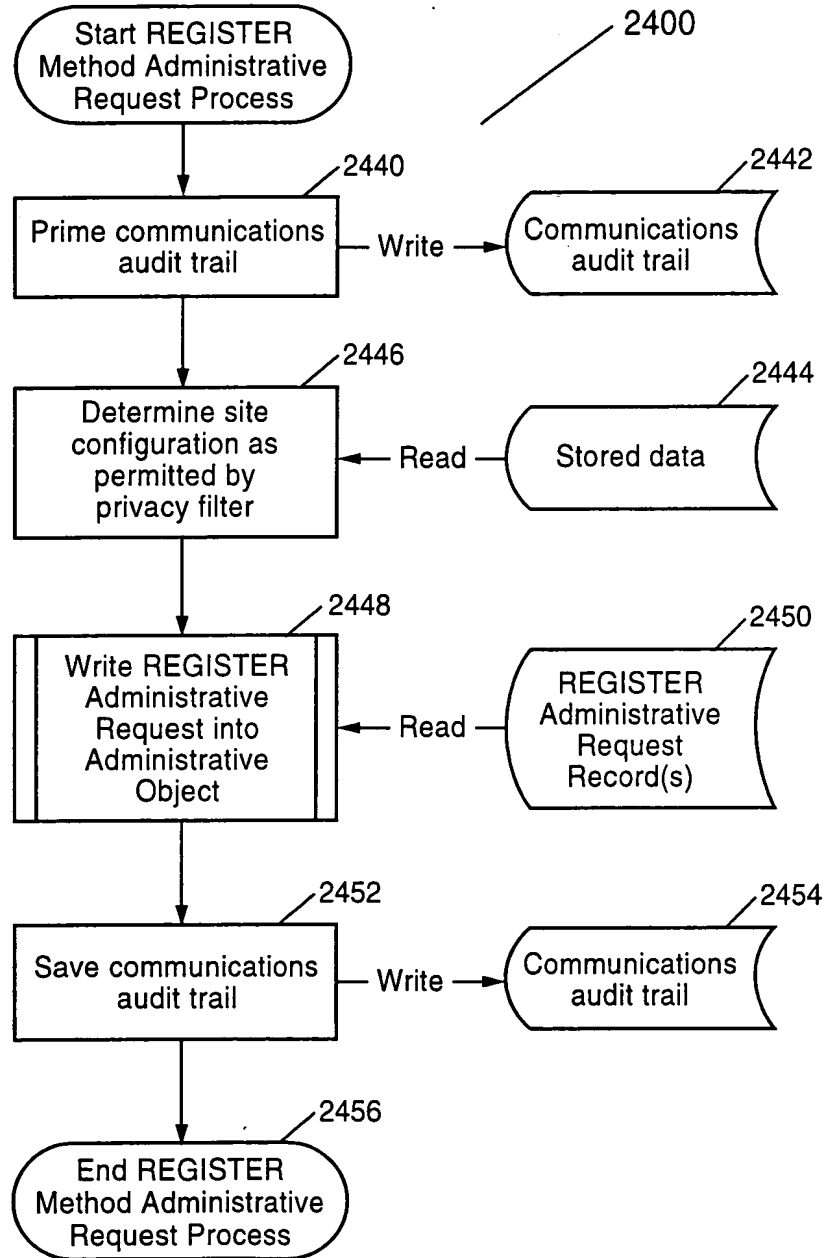 Start REGISTER
Method Administrative
Request Process
2400
2440
Prime communications
audit trail
Write
2442
Communications
audit trail
2446
Determine site
configuration as
permitted by
privacy filter
Read
2444
Stored data
2448
Write REGISTER
Administrative
Request into
Administrative
Object
Read
2450
REGISTER
Administrative
Request
Record(s)
2452
Save communications
audit trail
Write
2454
Communications
audit trail
2456
End REGISTER
Method Administrative
Request Process